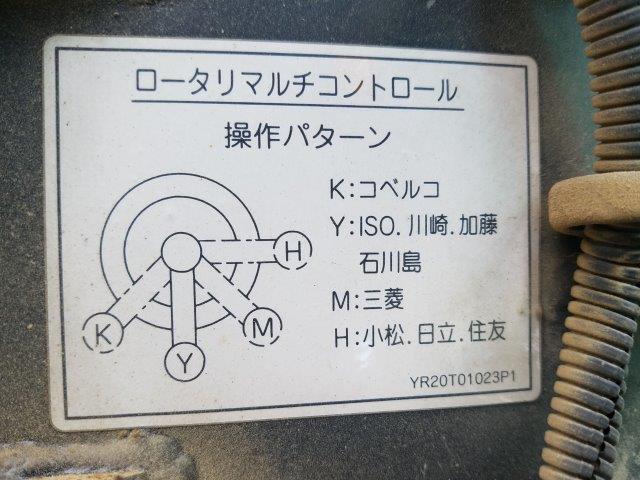 ロータリマルチコントロール
操作パターン
K:コベルコ
Y:ISO.川崎.加藤
石川島
M:三菱
H:小松.日立.住友
H
K
M
Y
YR20T01023P1